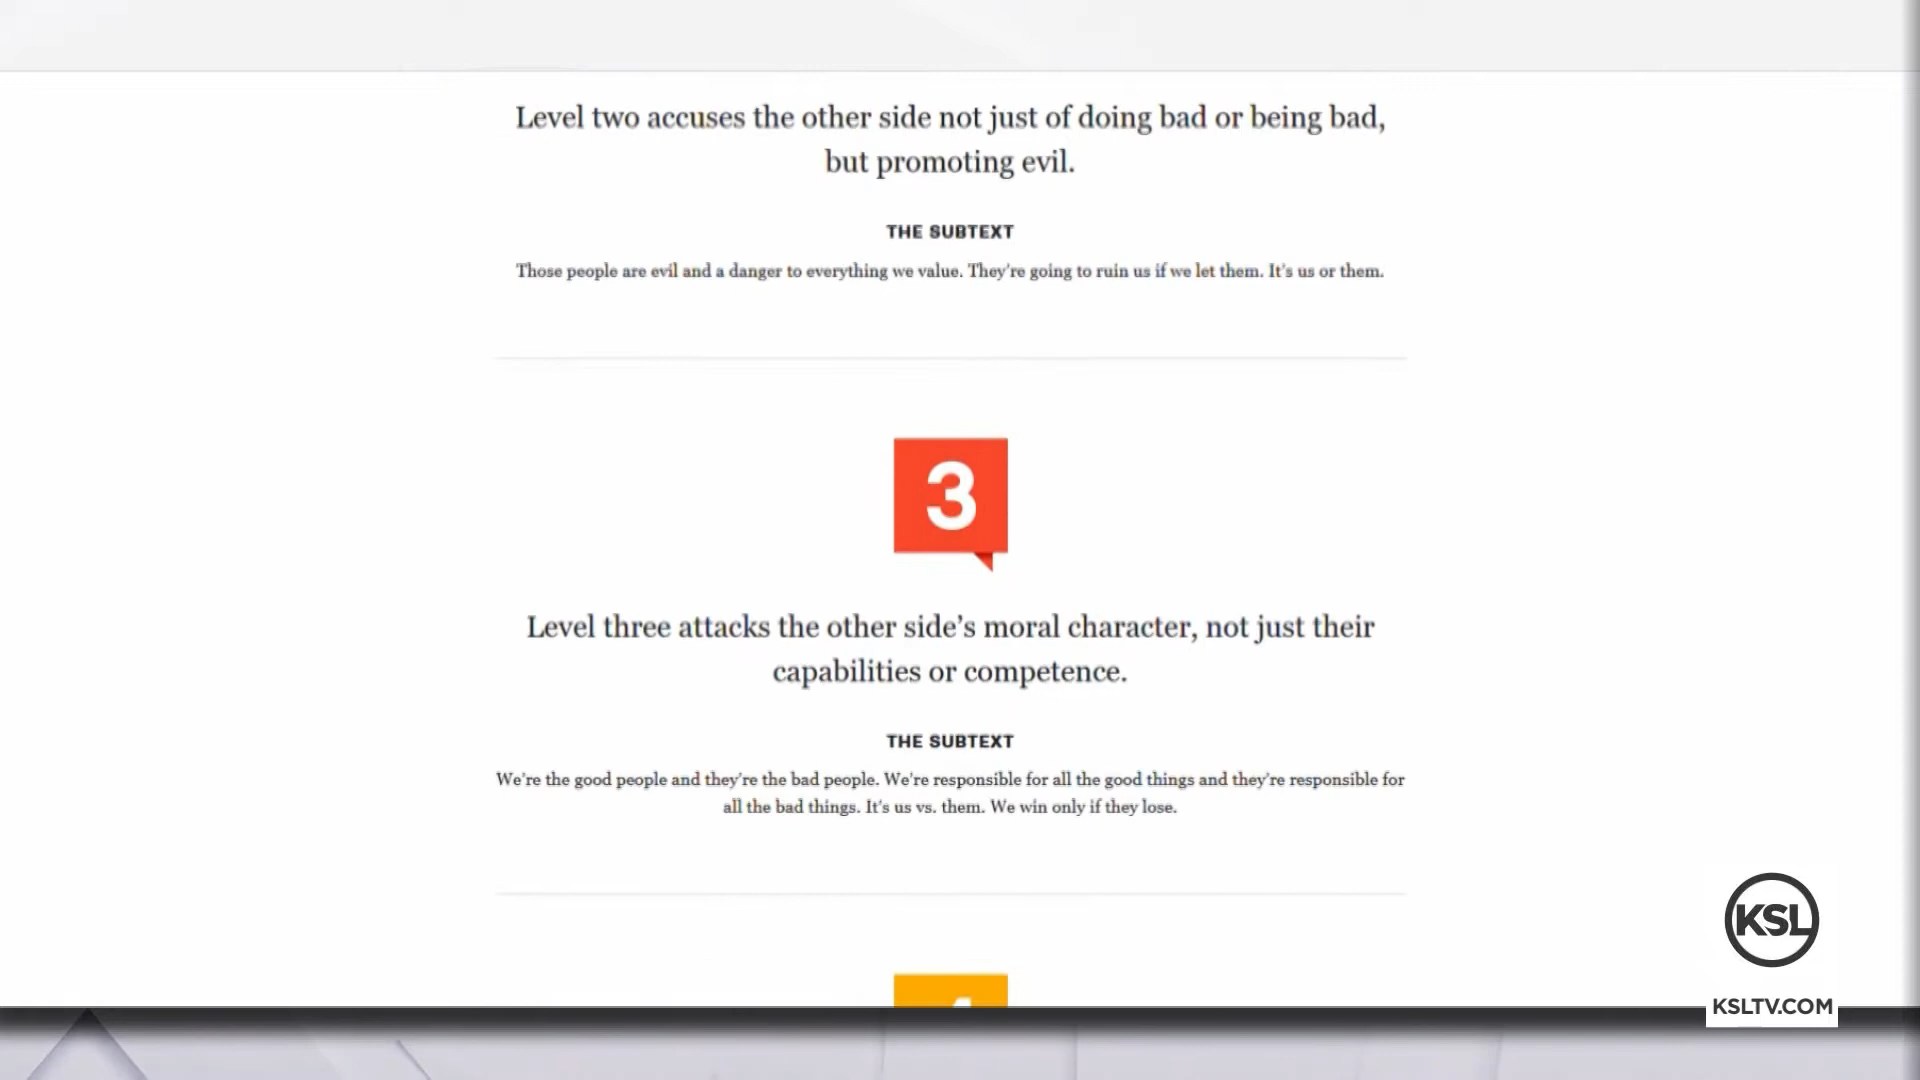 Level two accuses the other side not just of doing bad or being bad,
but promoting evil.
THE SUBTEXT
Those people are evil and a danger to everything we value. They're going to ruin us if we let them. It's us or them.
3
Level three attacks the other side’s moral character, not just their
capabilities or competence.
THE SUBTEXT
We're the good people and they're the bad people. We're responsible for all the good things and they're responsible for
all the bad things. It's us vs. them. We win only if they lose.
KSL
KSLTV.COM